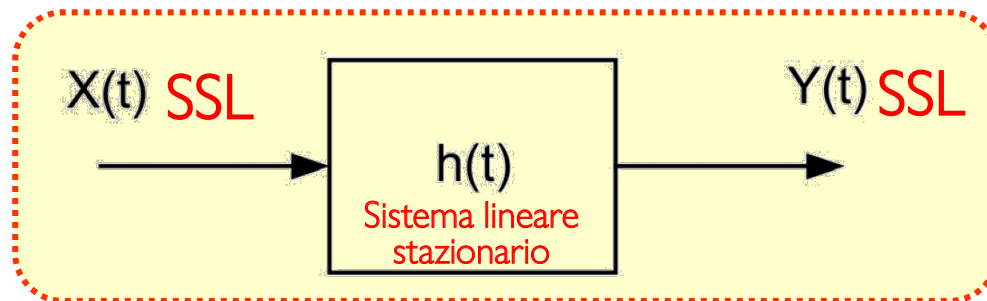 X(t) SSL
Y(t) SSL
h(t)
Sistema lineare
stazionario